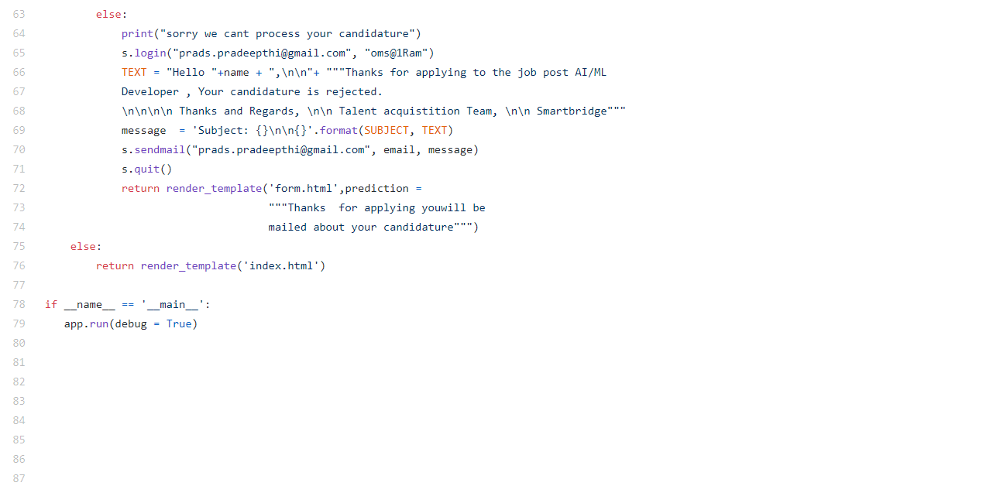 63 else:
64 print("sorry we cant process your candidature")
65 s.login("prads.pradeepthi@gmail.com", "oms@1Ram")
66 TEXT = "Hello "+name + ",\n\n"+ """Thanks for applying to the job post AI/ML
67 Developer , Your candidature is rejected.
68 \n\n\n\n Thanks and Regards, \n\n Talent acquistition Team, \n\n Smartbridge"""
69 message  = 'Subject: {}\n\n{}'.format(SUBJECT, TEXT)
70 s.sendmail("prads.pradeepthi@gmail.com", email, message)
71 s.quit()
72 return render_template('form.html',prediction =
73 """Thanks  for applying youwill be
74 mailed about your candidature""")
75 else:
76 return render_template('index.html')
77
78 if __name__ == '__main__':
79 app.run(debug = True)
80
81
82
83
84
85
86
87